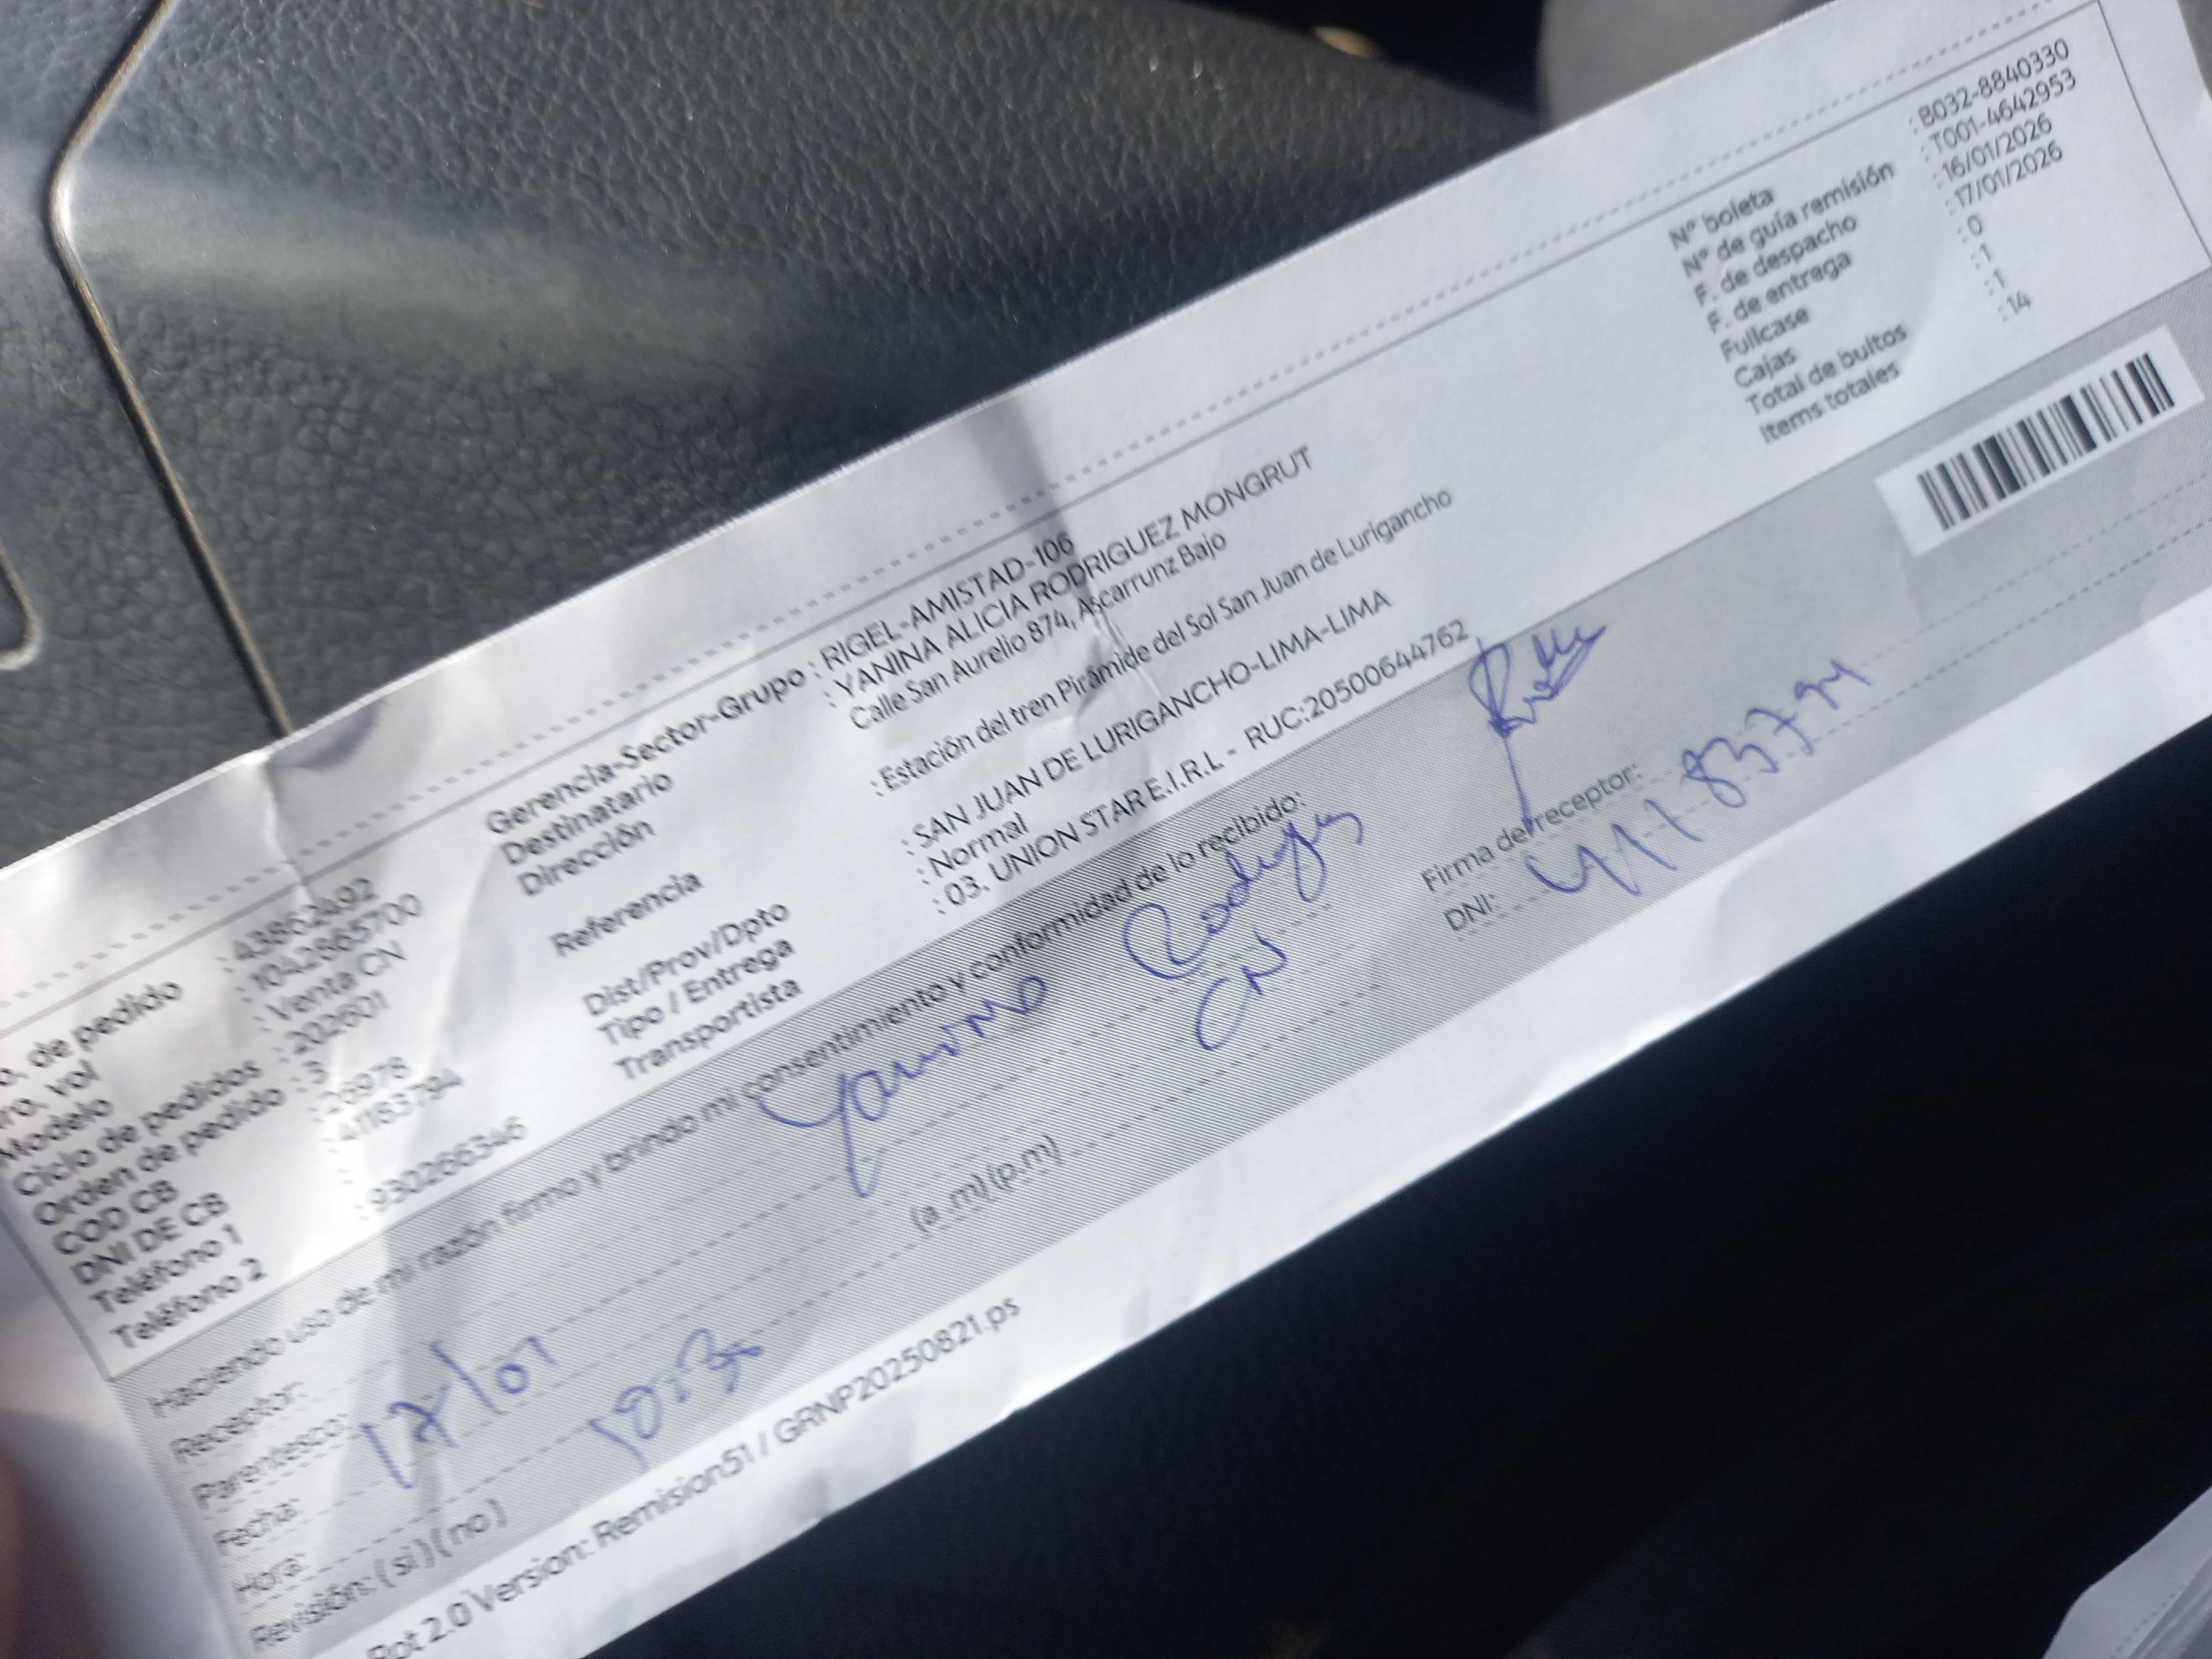 o. de pedido : 43862492
ro. vol : 1042865700
Modelo : Venta CN
Ciclo de pedidos : 202601
Orden de pedido : 3
COD CB : 26978
DNI DE CB : 41183794
Teléfono 1 :
Teléfono 2 : 930266346
Gerencia-Sector-Grupo : RIGEL-AMISTAD-106
Destinatario : YANINA ALICIA RODRIGUEZ MONGRUT
Dirección Calle San Aurelio 874, Ascarrunz Bajo
Referencia : Estación del tren Pirámide del Sol San Juan de Lurigancho
Dist/Prov/Dpto : SAN JUAN DE LURIGANCHO-LIMA-LIMA
Tipo / Entrega : Normal
Transportista : 03. UNION STAR E.I.R.L - RUC:20500644762
N° boleta : B032-8840330
N° de guía remisión : T001-4642953
F. de despacho : 16/01/2026
F. de entrega : 17/01/2026
Fullcase : 0
Cajas : 1
Total de bultos : 1
Items totales : 14
Haciendo uso de mi razón firmo y brindo mi consentimiento y conformidad de lo recibido:
Receptor: Yanina Rodriguez
Parentesco: CN
Fecha: 17/01
Hora: 10:3 (a.m)(p.m)
Revisión: (si)(no)
Firma del receptor:
DNI: 41183794
Rot 2.0 Version: Remision51 / GRNP20250821.ps